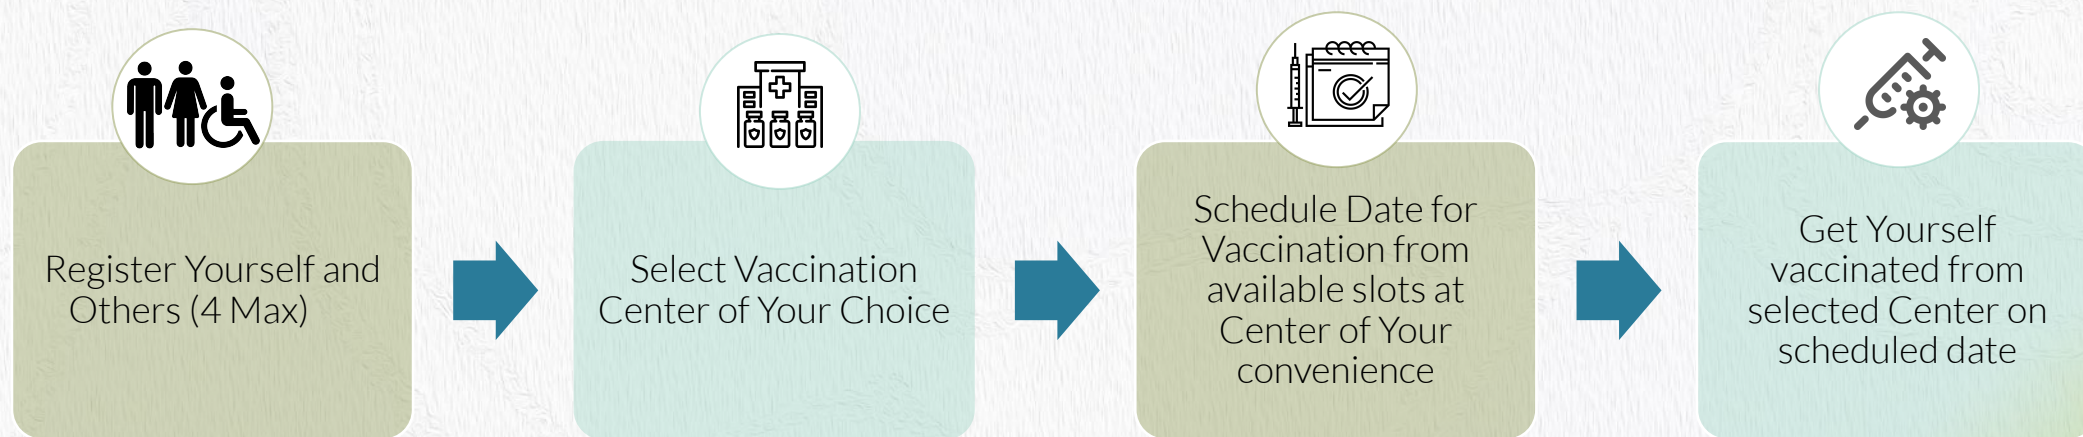 Register Yourself and
Others (4 Max)
Select Vaccination
Center of Your Choice
Schedule Date for
Vaccination from
available slots at
Center of Your
convenience
Get Yourself
vaccinated from
selected Center on
scheduled date